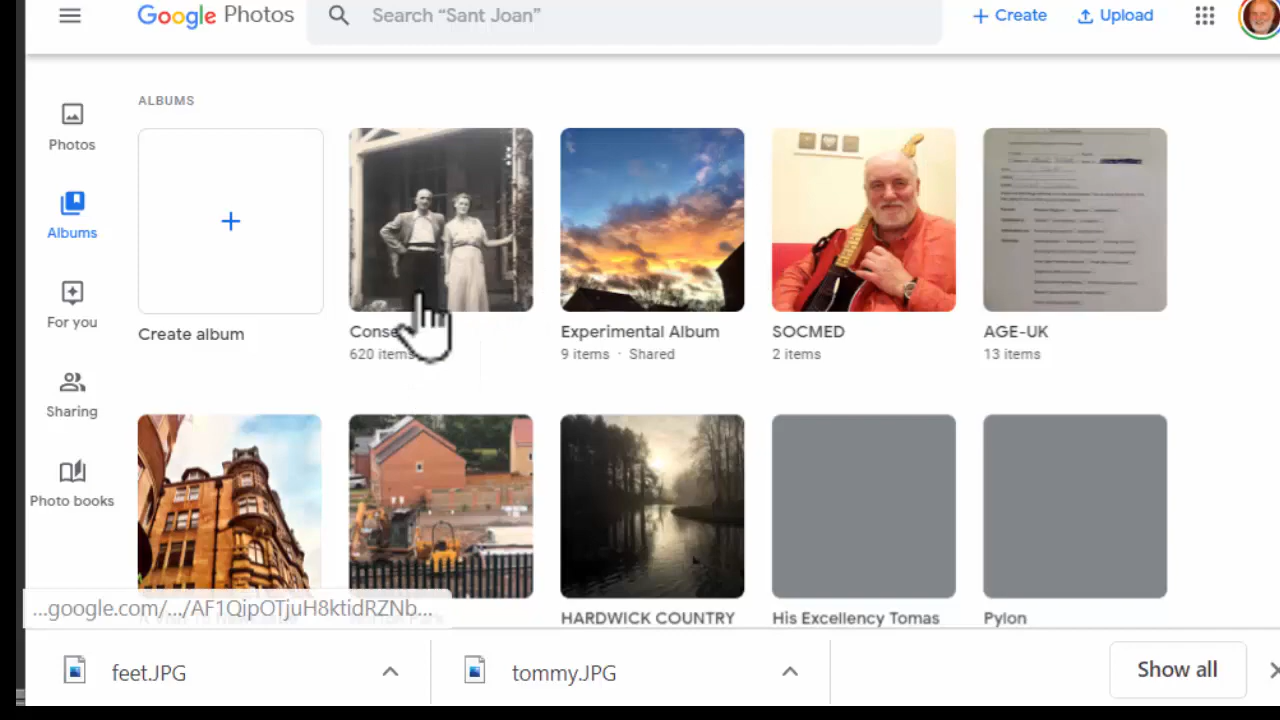 Google Photos
Search “Sant Joan”
Create
Upload
ALBUMS
Photos
Albums
For you
Sharing
Photo books
Create album
620 items
Experimental Album
9 items · Shared
SOCMED
2 items
AGE-UK
13 items
HARDWICK COUNTRY
His Excellency Tomas
Pylon
...google.com/.../AF1QipOTjuH8ktidRZNb...
feet.JPG
tommy.JPG
Show all